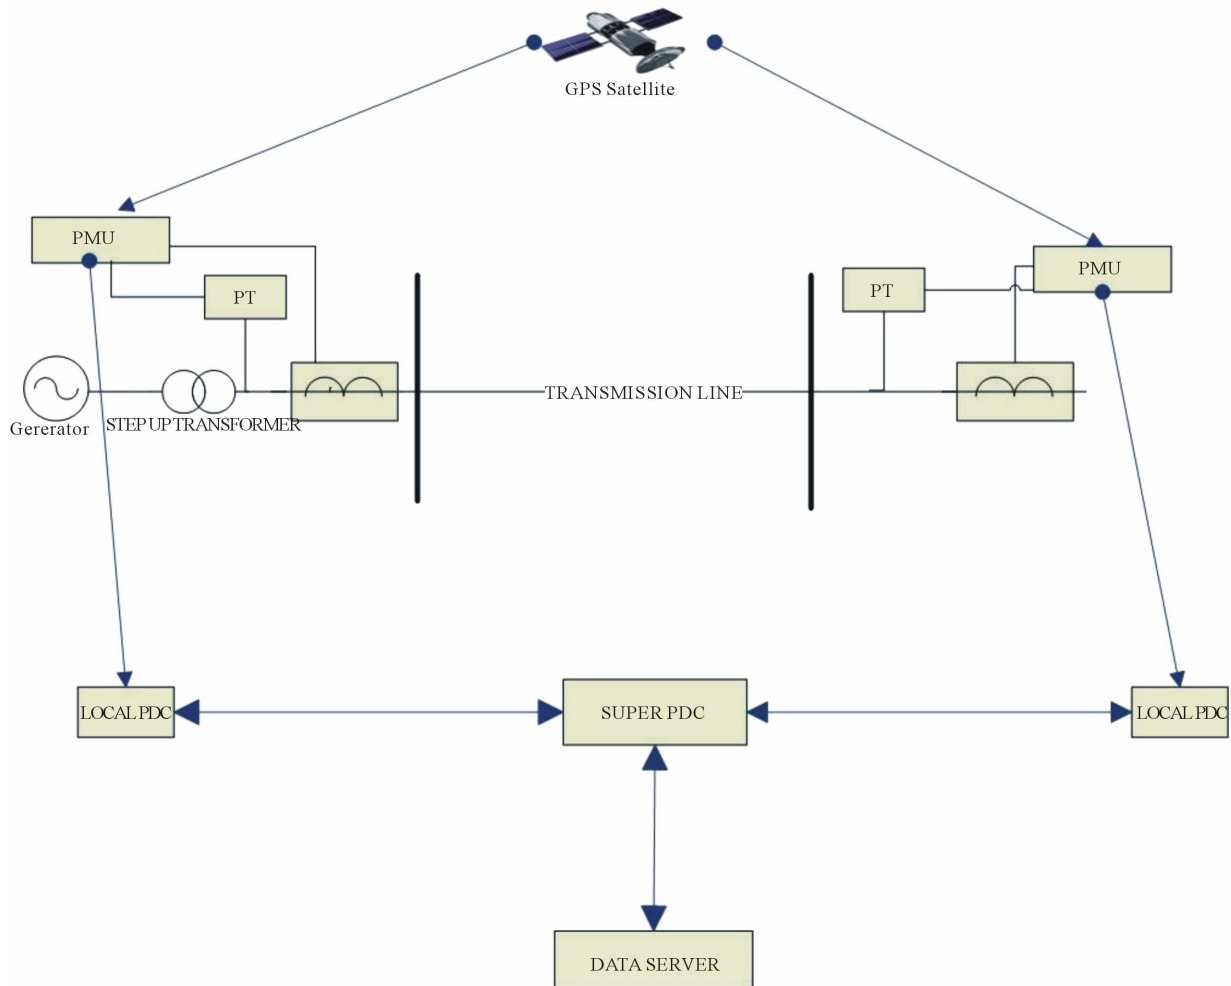 GPS Satellite
PMU
PMU
PT
PT
TRANSMISSION LINE
Gererator
STEP UP TRANSFORMER
LOCAL PDC
SUPER PDC
LOCAL PDC
DATA SERVER